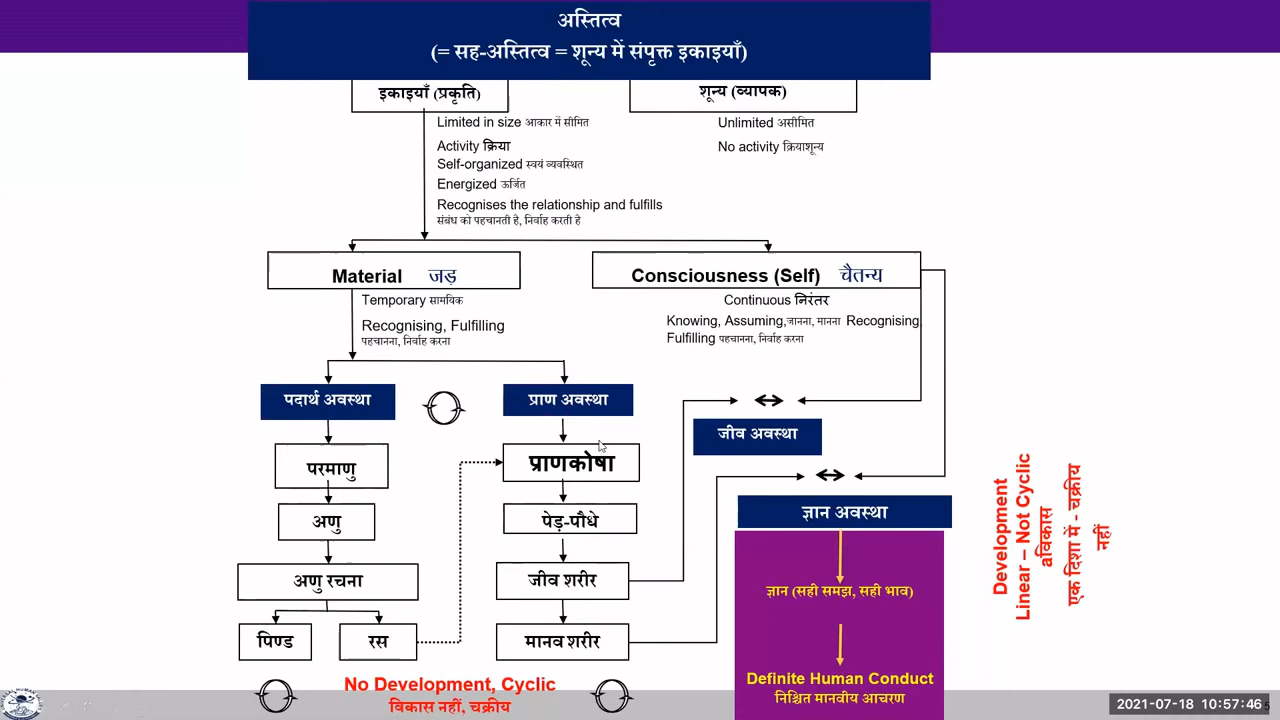 अस्तित्व
(= सह-अस्तित्व = शून्य में संपृक्त इकाइयाँ)
इकाइयाँ (प्रकृति)
शून्य (व्यापक)
Limited in size आकार में सीमित
Activity क्रिया
Self-organized स्वयं व्यवस्थित
Energized ऊर्जित
Recognises the relationship and fulfills
संबंध को पहचानती है, निर्वाह करती है
Unlimited असीमित
No activity क्रियाशून्य
Material जड़
Consciousness (Self) चैतन्य
Temporary सामयिक
Recognising, Fulfilling
पहचानना, निर्वाह करना
Continuous निरंतर
Knowing, Assuming,जानना, मानना Recognising,
Fulfilling पहचानना, निर्वाह करना
पदार्थ अवस्था
प्राण अवस्था
जीव अवस्था
ज्ञान अवस्था
परमाणु
अणु
अणु रचना
पिण्ड
रस
प्राणकोषा
पेड़-पौधे
जीव शरीर
मानव शरीर
ज्ञान (सही समझ, सही भाव)
Definite Human Conduct
निश्चित मानवीय आचरण
Development
Linear – Not Cyclic
aविकास
एक दिशा में - चक्रीय
नहीं
No Development, Cyclic
विकास नहीं, चक्रीय
2021-07-18 10:57:46